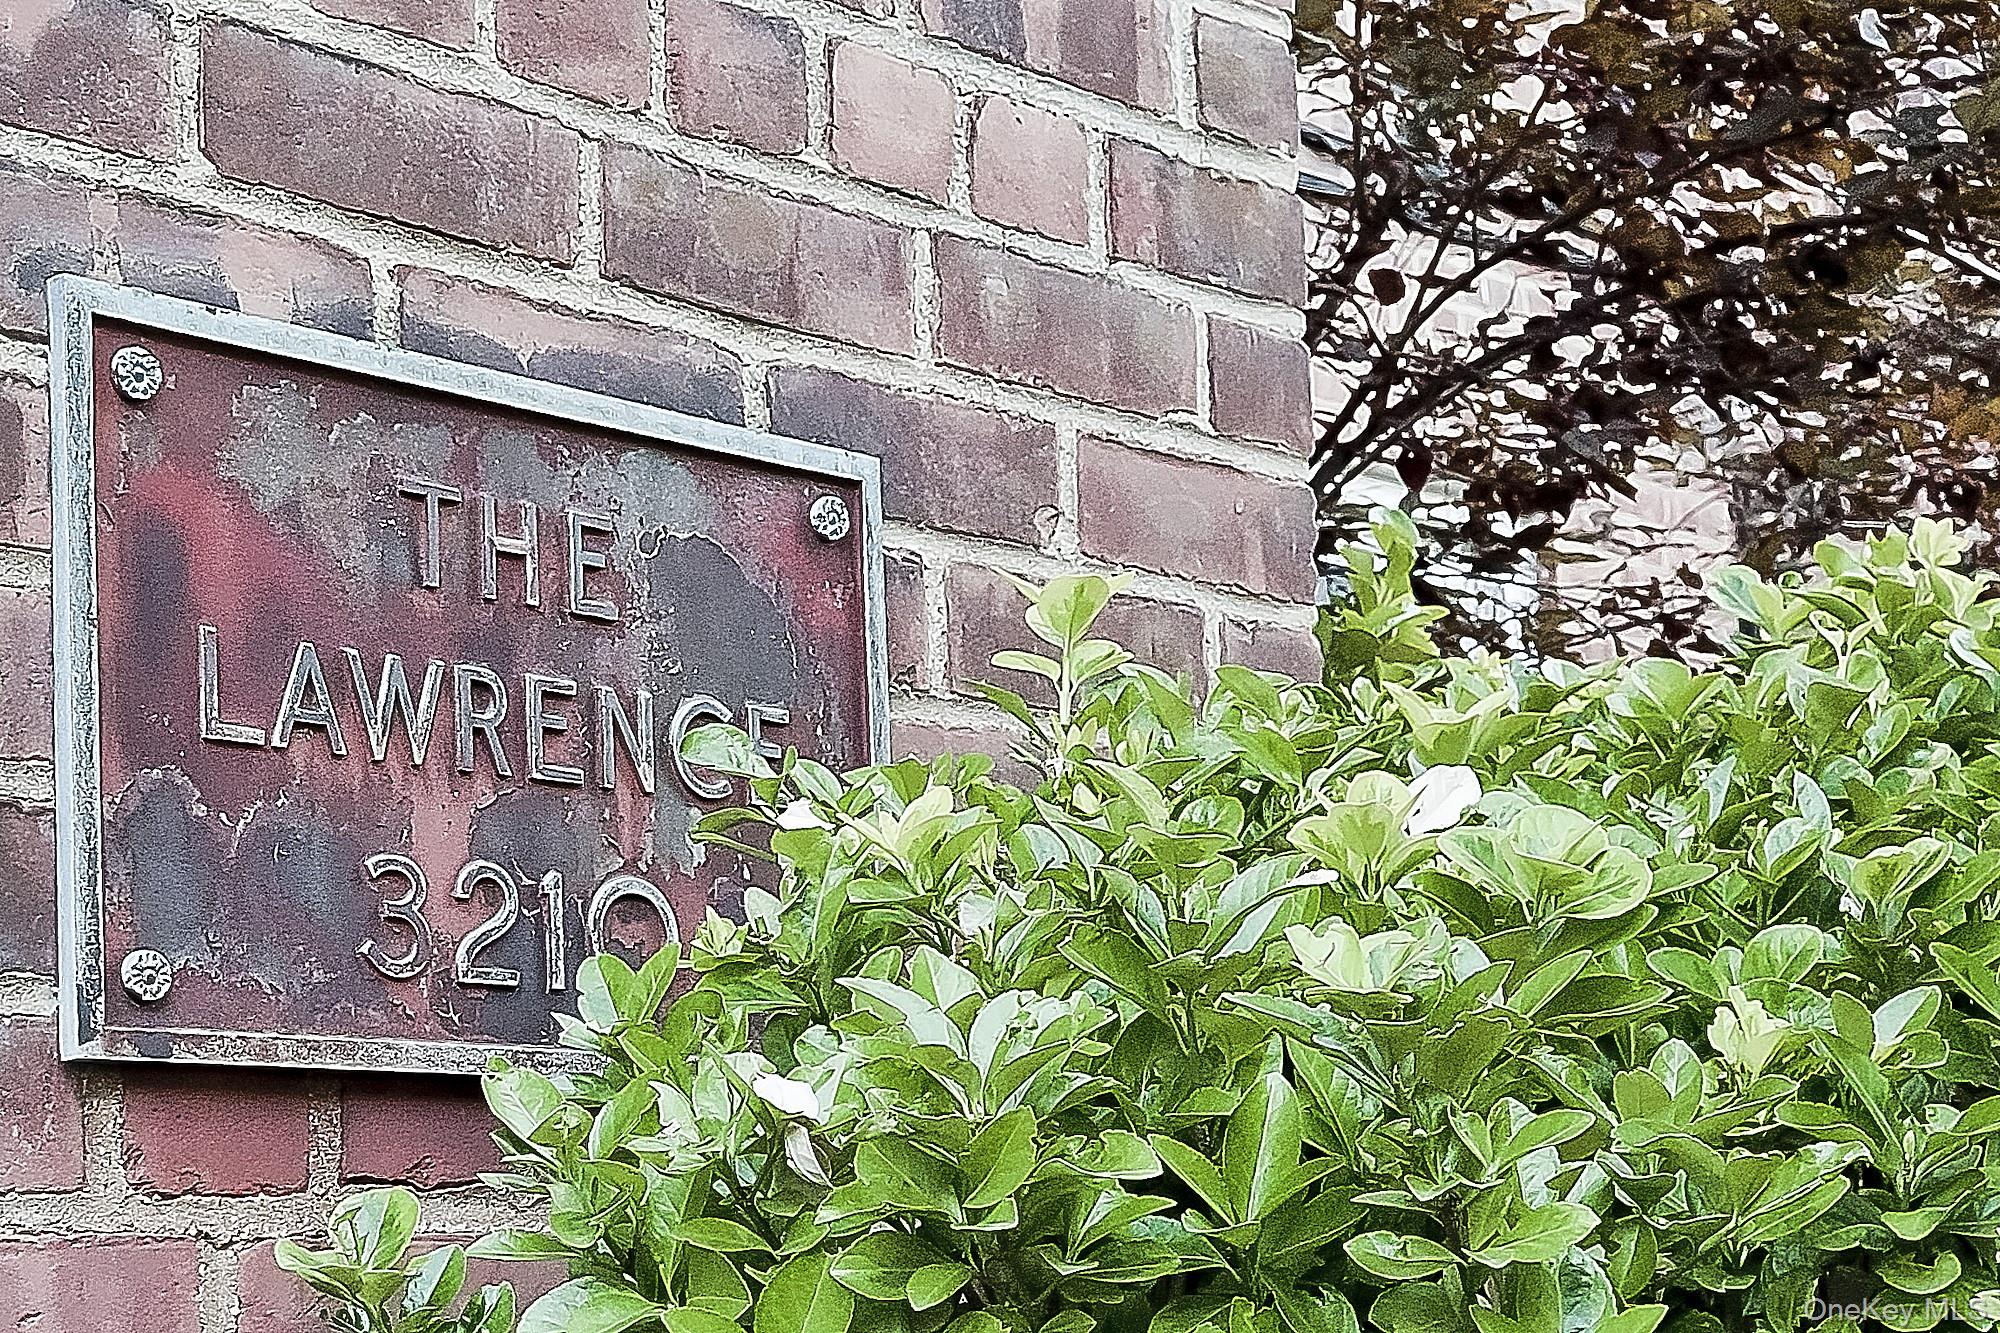 THE
LAWRENCE
3210
OneKey MLS